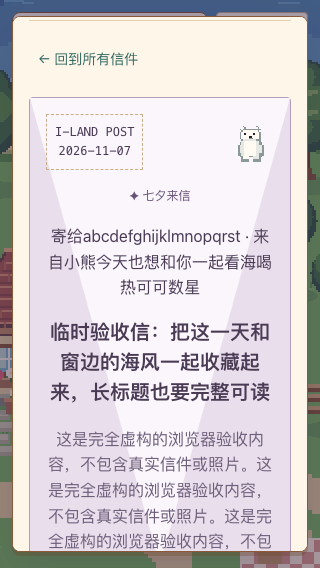 ← 回到所有信件
I-LAND POST
2026-11-07
✦ 七夕来信
寄给abcdefghijklmnopqrst · 来
自小熊今天也想和你一起看海喝
热可可数星
临时验收信：把这一天和
窗边的海风一起收藏起
来，长标题也要完整可读
这是完全虚构的浏览器验收内
容，不包含真实信件或照片。这
是完全虚构的浏览器验收内容，
不包含真实信件或照片。这是
完全虚构的浏览器验收内容，不包